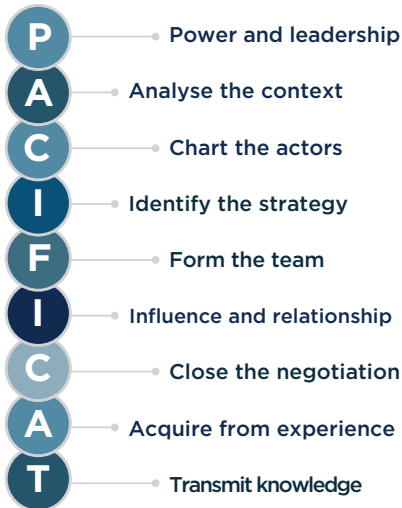 P Power and leadership
A Analyse the context
C Chart the actors
I Identify the strategy
F Form the team
I Influence and relationship
C Close the negotiation
A Acquire from experience
T Transmit knowledge